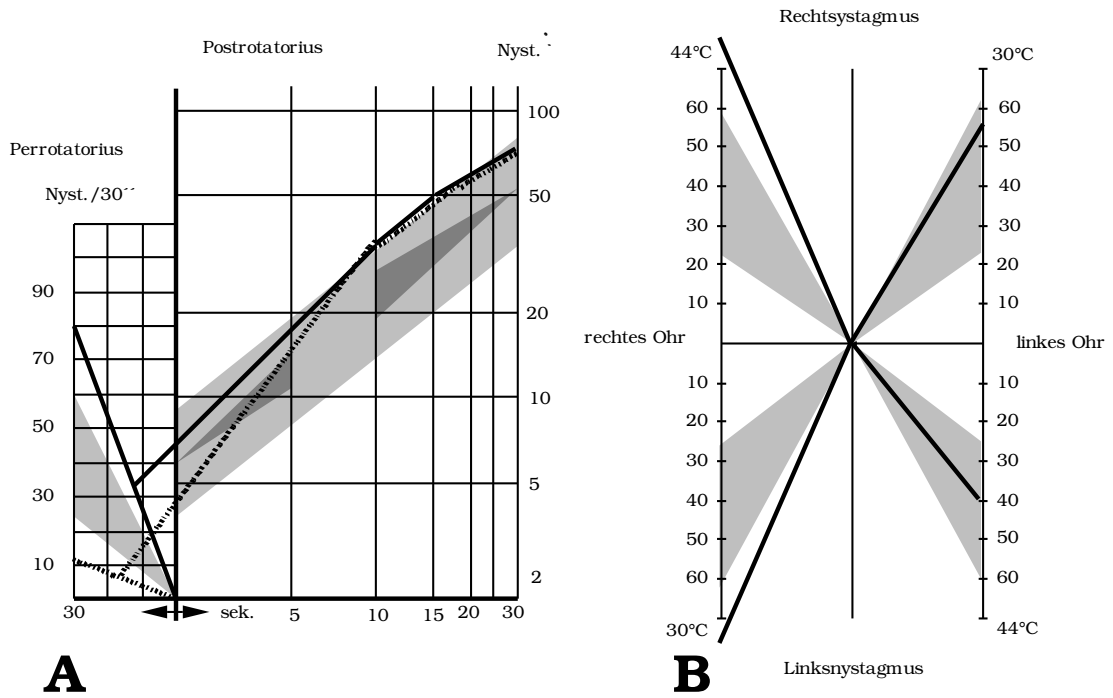 Postrotatorius
Nyst.
100
Perrotatorius
Nyst./30´´
50
90
20
70
10
50
5
30
10
2
30
sek.
5
10
15
20
30
A
Rechtsystagmus
44°C
30°C
60
60
50
50
40
40
30
30
20
20
10
10
rechtes Ohr
linkes Ohr
10
10
20
20
30
30
40
40
50
50
60
60
30°C
44°C
Linksnystagmus
B